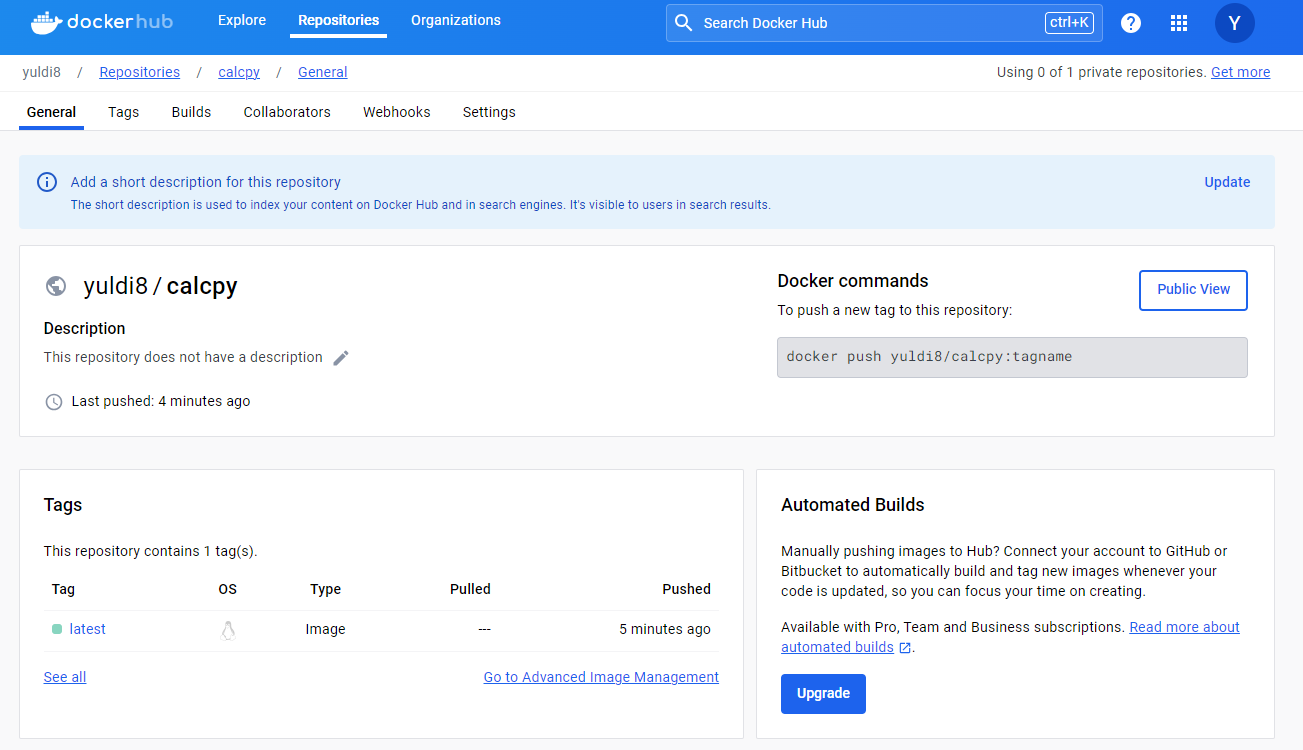 dockerhub
Explore Repositories Organizations
Search Docker Hub ctrl+K
? Y
yuldi8 / Repositories / calcpy / General
Using 0 of 1 private repositories. Get more
General Tags Builds Collaborators Webhooks Settings
Add a short description for this repository
Update
The short description is used to index your content on Docker Hub and in search engines. It's visible to users in search results.
yuldi8 / calcpy
Description
This repository does not have a description
Last pushed: 4 minutes ago
Docker commands
Public View
To push a new tag to this repository:
docker push yuldi8/calcpy:tagname
Tags
This repository contains 1 tag(s).
Tag OS Type Pulled Pushed
latest Image --- 5 minutes ago
See all
Go to Advanced Image Management
Automated Builds
Manually pushing images to Hub? Connect your account to GitHub or
Bitbucket to automatically build and tag new images whenever your
code is updated, so you can focus your time on creating.
Available with Pro, Team and Business subscriptions. Read more about
automated builds .
Upgrade